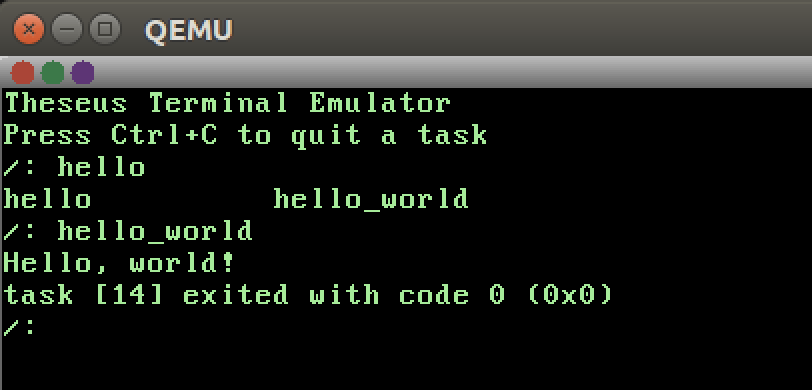 QEMU
Theseus Terminal Emulator
Press Ctrl+C to quit a task
/: hello
hello          hello_world
/: hello_world
Hello, world!
task [14] exited with code 0 (0x0)
/: